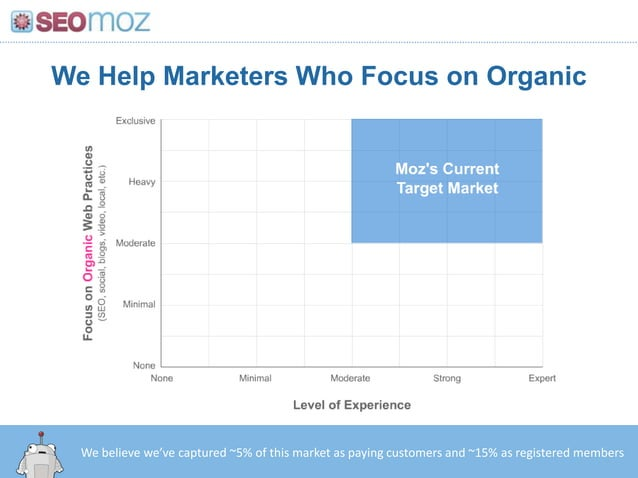 SEOmoz
We Help Marketers Who Focus on Organic
Exclusive
Heavy
Moderate
Minimal
None
Focus on Organic Web Practices
(SEO, social, blogs, video, local, etc.)
Moz's Current
Target Market
None Minimal Moderate Strong Expert
Level of Experience
We believe we’ve captured ~5% of this market as paying customers and ~15% as registered members